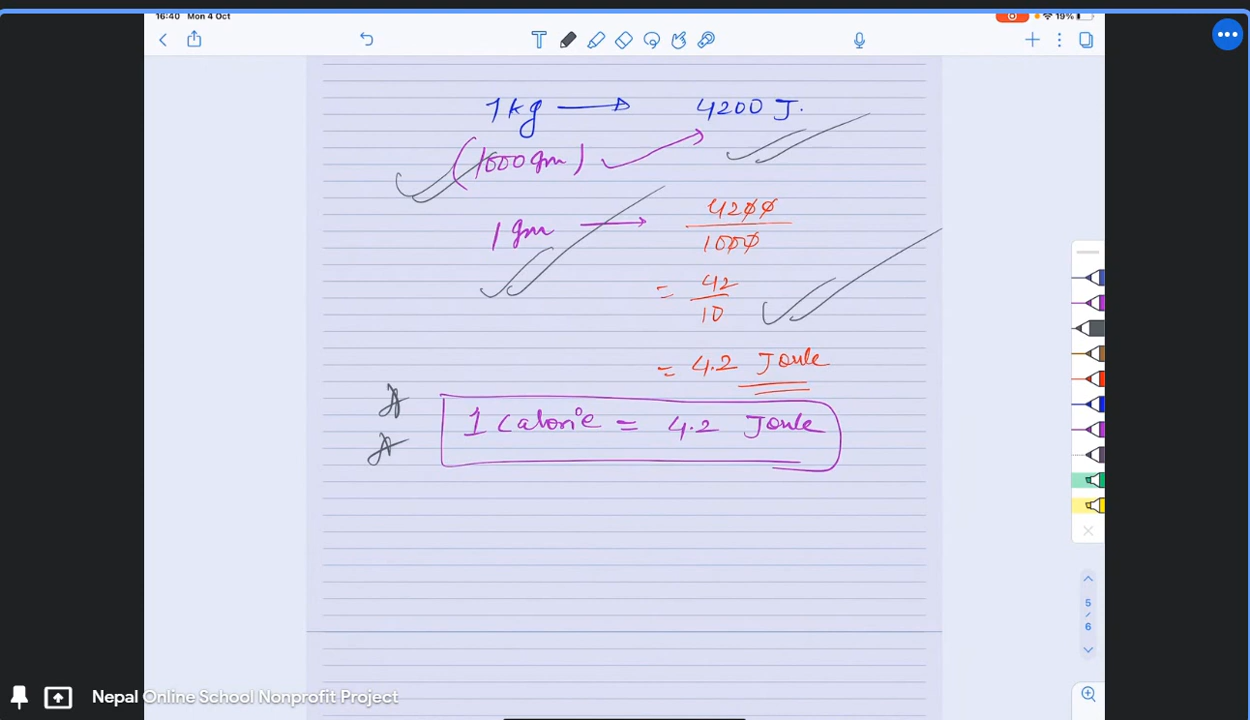 16:40 Mon 4 Oct
19%
1 kg → 4200 J.
(1000 gm)
1 gm → 4200
1000
= 42
10
= 4.2 Joule
1 Calorie = 4.2 Joule
5
/
6
Nepal Online School Nonprofit Project